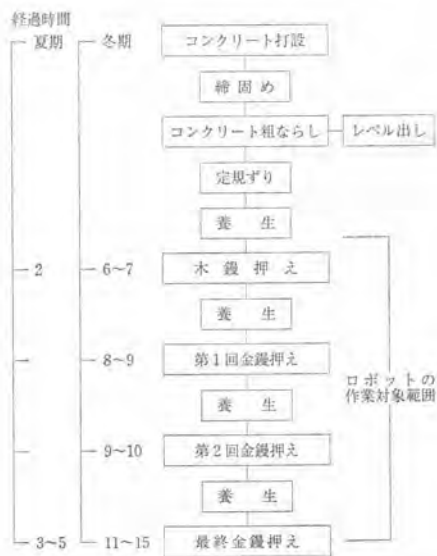 経過時間
夏期 冬期 コンクリート打設
締固め
コンクリート粗ならし レベル出し
定規ずり
養生
2 6〜7 木鏝押え
養生
8〜9 第1回金鏝押え
ロボットの
作業対象範囲
養生
9〜10 第2回金鏝押え
養生
3〜5 11〜15 最終金鏝押え